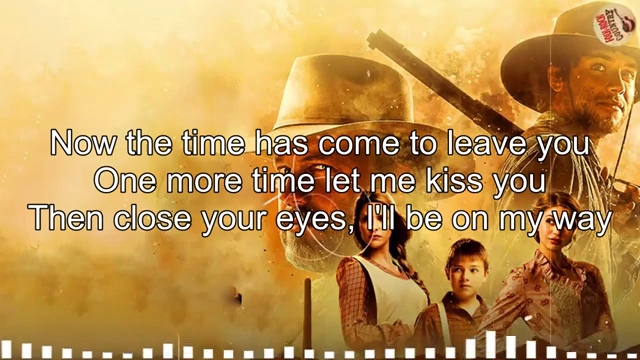 Now the time has come to leave you
One more time let me kiss you
Then close your eyes, I'll be on my way